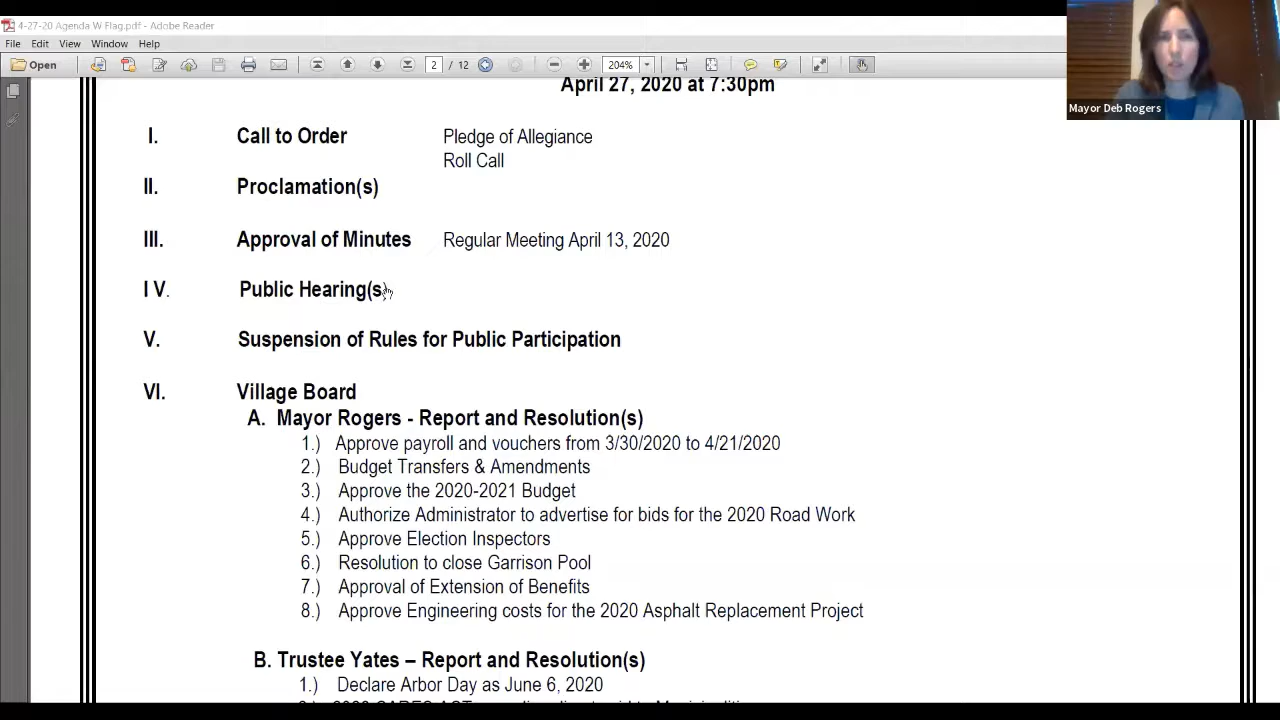 4-27-20 Agenda W Flag.pdf - Adobe Reader
File Edit View Window Help
Open 2 / 12 204%
Mayor Deb Rogers
April 27, 2020 at 7:30pm
I. Call to Order Pledge of Allegiance
Roll Call
II. Proclamation(s)
III. Approval of Minutes Regular Meeting April 13, 2020
I V. Public Hearing(s)
V. Suspension of Rules for Public Participation
VI. Village Board
A. Mayor Rogers - Report and Resolution(s)
1.) Approve payroll and vouchers from 3/30/2020 to 4/21/2020
2.) Budget Transfers & Amendments
3.) Approve the 2020-2021 Budget
4.) Authorize Administrator to advertise for bids for the 2020 Road Work
5.) Approve Election Inspectors
6.) Resolution to close Garrison Pool
7.) Approval of Extension of Benefits
8.) Approve Engineering costs for the 2020 Asphalt Replacement Project
B. Trustee Yates – Report and Resolution(s)
1.) Declare Arbor Day as June 6, 2020